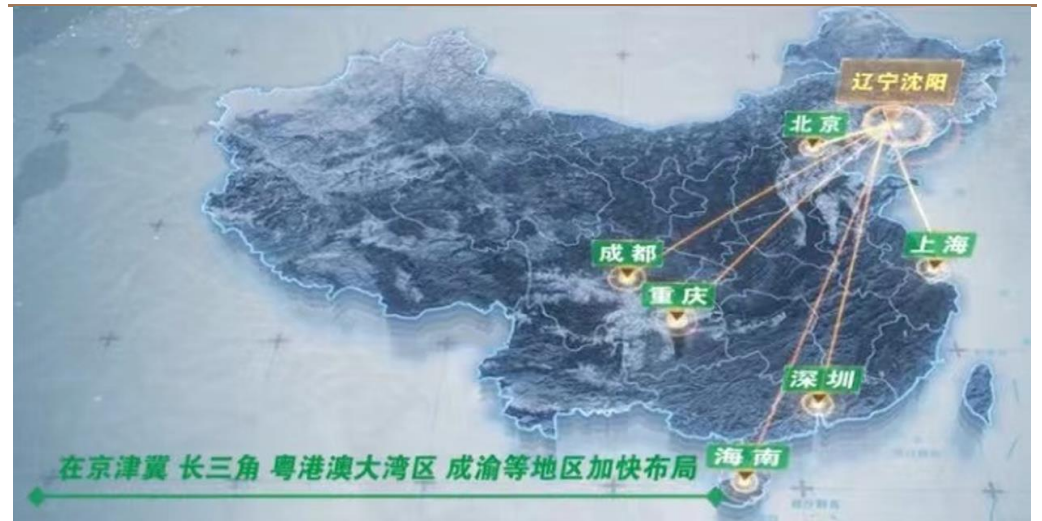 辽宁沈阳
北京
上海
成都
重庆
深圳
海南
在京津冀 长三角 粤港澳大湾区 成渝等地区加快布局